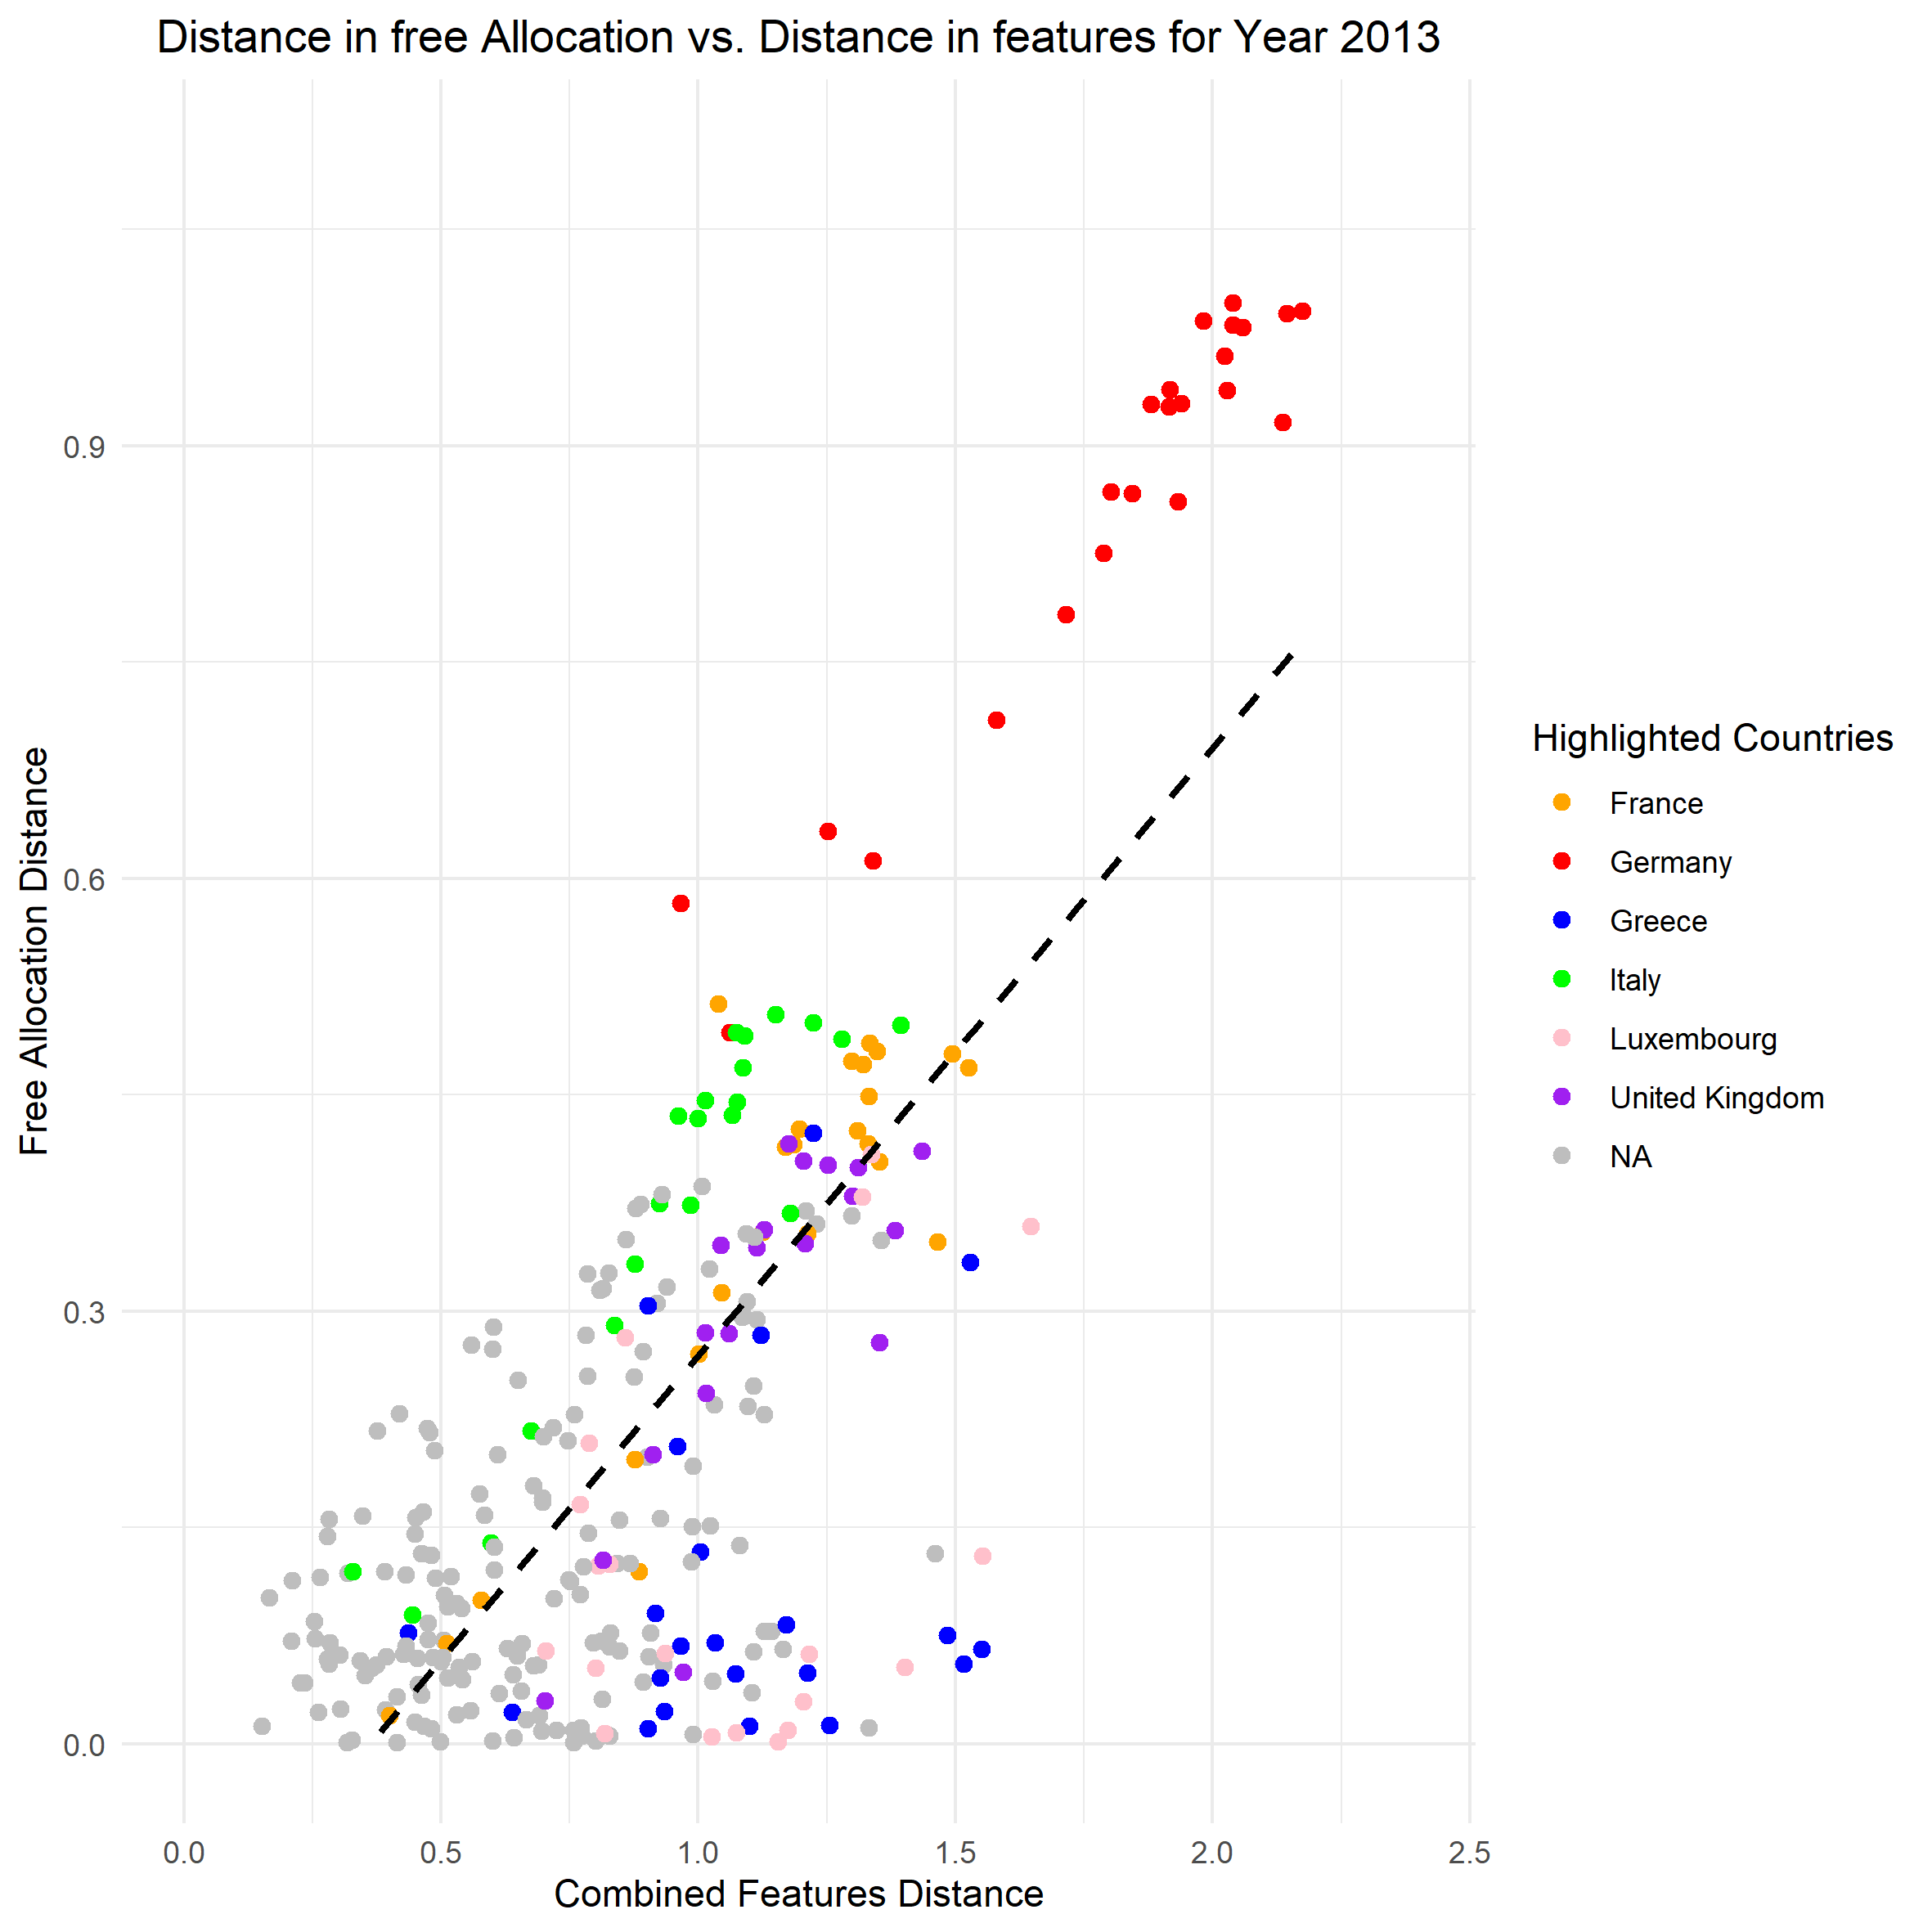 Distance in free Allocation vs. Distance in features for Year 2013
Free Allocation Distance
0.9
0.6
0.3
0.0
0.0 0.5 1.0 1.5 2.0 2.5
Combined Features Distance
Highlighted Countries
France
Germany
Greece
Italy
Luxembourg
United Kingdom
NA